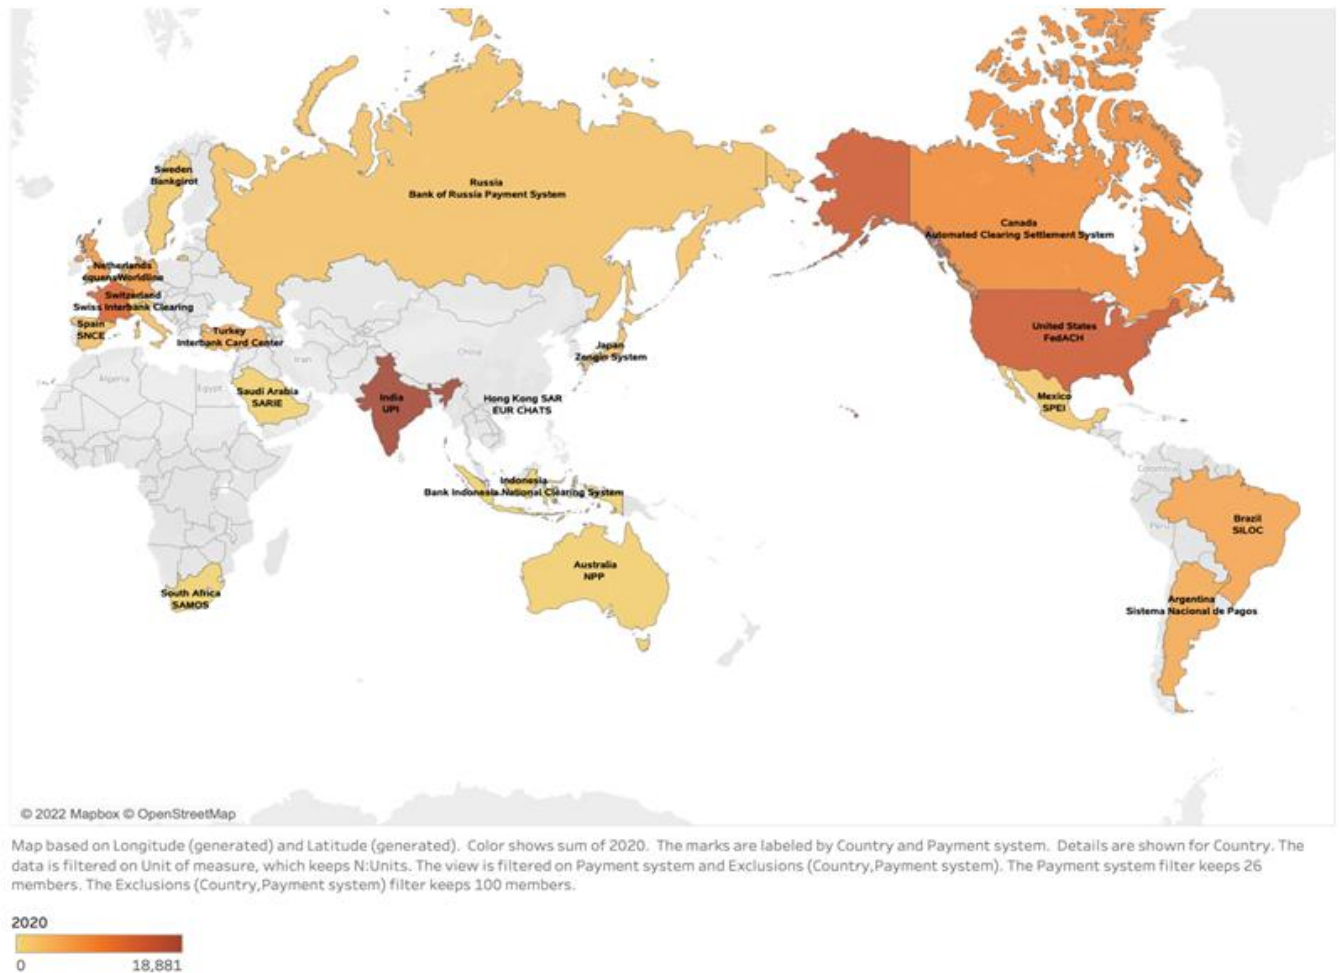 Sweden
Bankgirot
Russia
Bank of Russia Payment System
Canada
Automated Clearing Settlement System
Netherlands
equensWorldline
Switzerland
Swiss Interbank Clearing
Spain
SNCE
Turkey
Interbank Card Center
United States
FedACH
Japan
Zengin System
China
Iran
Algeria
Egypt
Saudi Arabia
SARIE
India
UPI
Hong Kong SAR
EUR CHATS
Mexico
SPEI
Colombia
Indonesia
Bank Indonesia National Clearing System
Peru
Brazil
SILOC
Australia
NPP
South Africa
SAMOS
Argentina
Sistema Nacional de Pagos
© 2022 Mapbox © OpenStreetMap
Map based on Longitude (generated) and Latitude (generated).  Color shows sum of 2020.  The marks are labeled by Country and Payment system.  Details are shown for Country. The
data is filtered on Unit of measure, which keeps N:Units. The view is filtered on Payment system and Exclusions (Country,Payment system). The Payment system filter keeps 26
members. The Exclusions (Country,Payment system) filter keeps 100 members.
2020
0
18,881